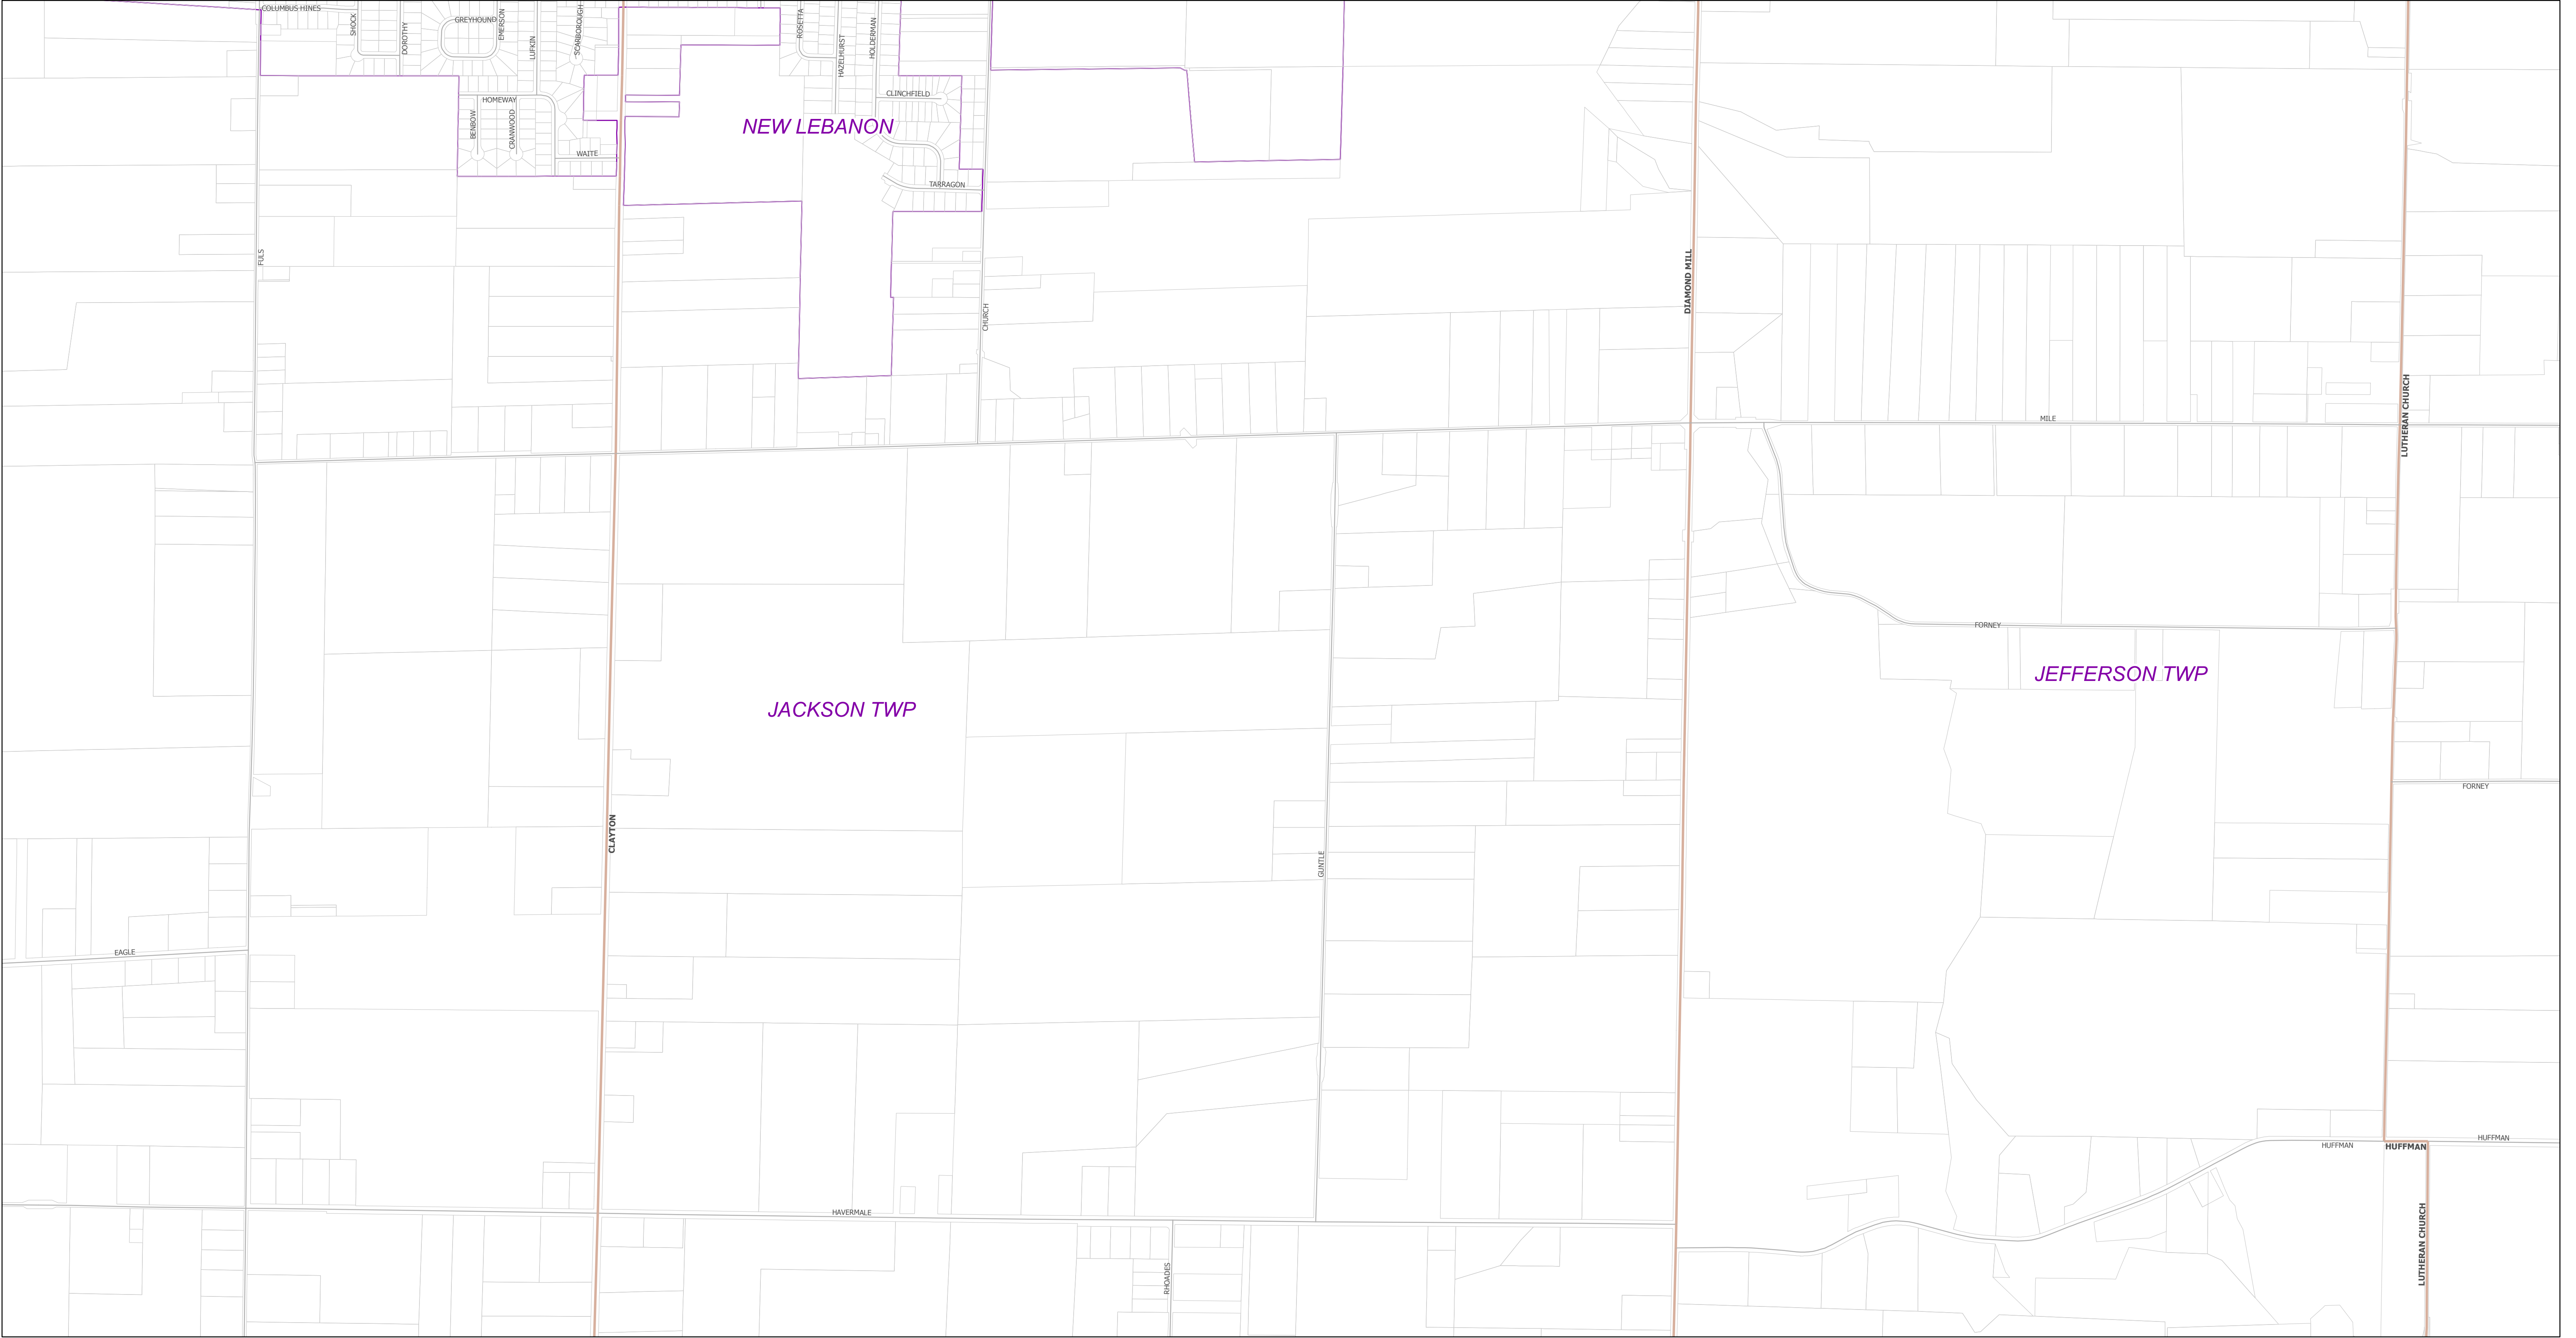 COLUMBUS HINES
SHOCK
DOROTHY
GREYHOUND
EMERSON
LUFKIN
SCARBOROUGH
ROSETTA
HAZELHURST
HOLDERMAN
HOMEWAY
BENBOW
CRANWOOD
WAITE
CLINCHFIELD
NEW LEBANON
TARRAGON
FULS
CHURCH
DIAMOND MILL
MILE
LUTHERAN CHURCH
FORNEY
JEFFERSON TWP
JACKSON TWP
FORNEY
CLAYTON
GUNTLE
EAGLE
HUFFMAN
HUFFMAN
HUFFMAN
HAVERMALE
RHOADES
LUTHERAN CHURCH